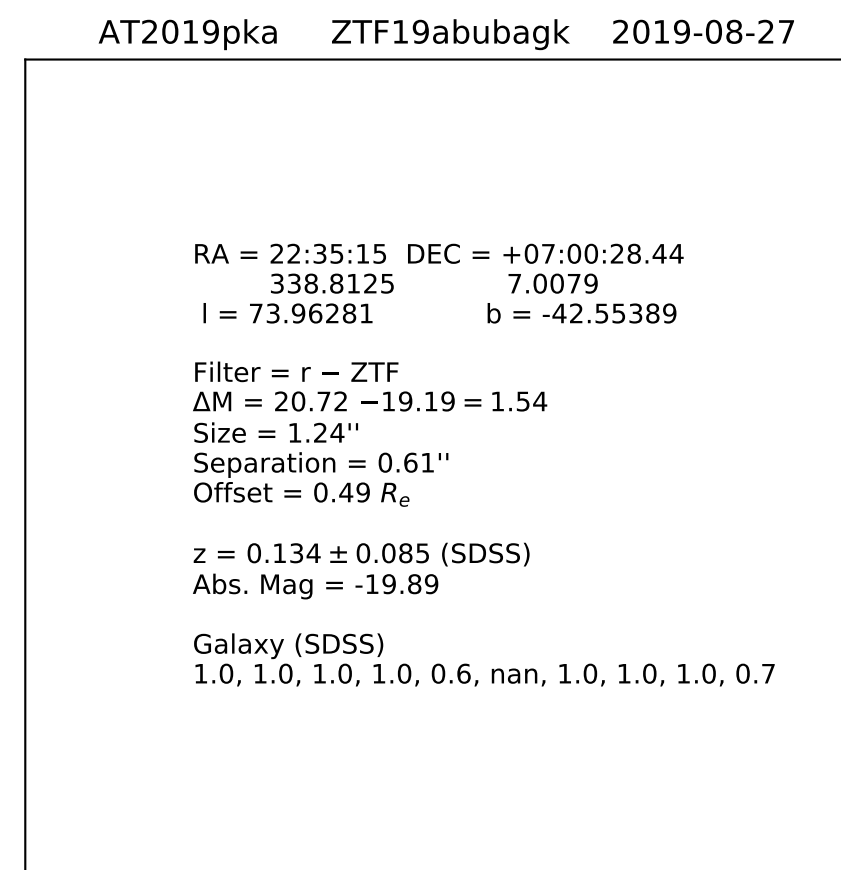 AT2019pka ZTF19abubagk 2019-08-27
RA = 22:35:15 DEC = +07:00:28.44
338.8125 7.0079
l = 73.96281 b = -42.55389
Filter = r − ZTF
ΔM = 20.72 −19.19 = 1.54
Size = 1.24''
Separation = 0.61''
Offset = 0.49 Rₑ
z = 0.134 ± 0.085 (SDSS)
Abs. Mag = -19.89
Galaxy (SDSS)
1.0, 1.0, 1.0, 1.0, 0.6, nan, 1.0, 1.0, 1.0, 0.7